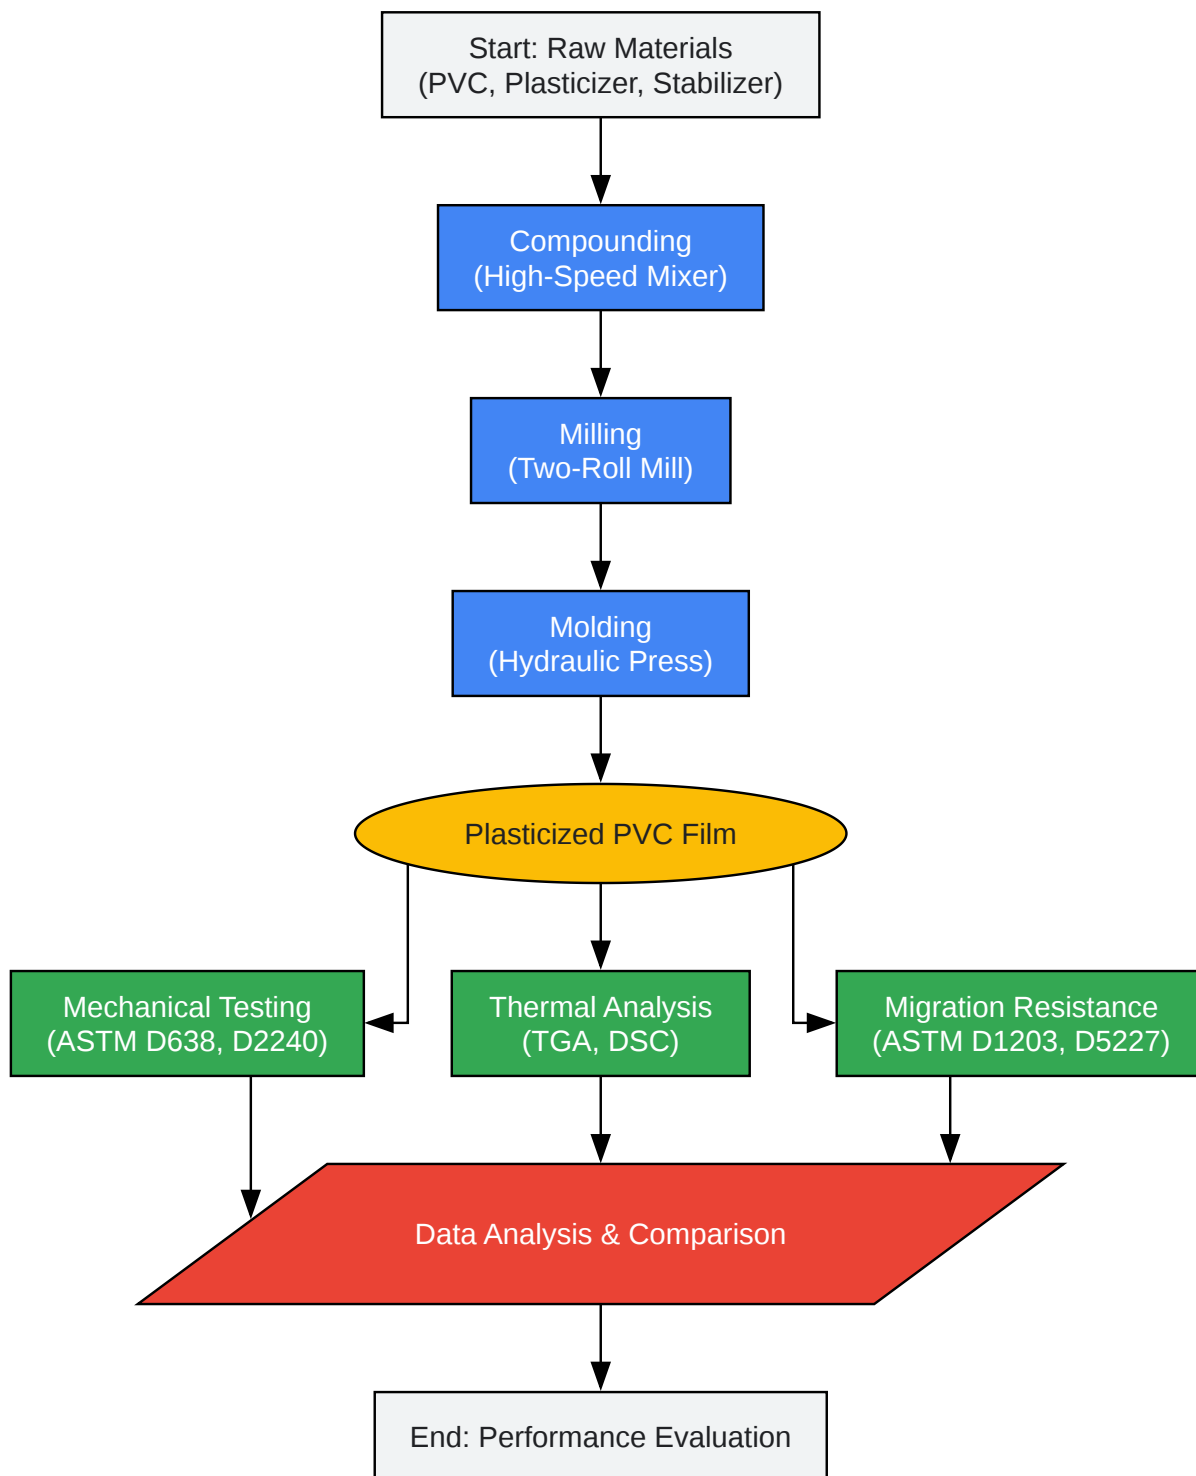 Start: Raw Materials
(PVC, Plasticizer, Stabilizer)
Compounding
(High-Speed Mixer)
Milling
(Two-Roll Mill)
Molding
(Hydraulic Press)
Plasticized PVC Film
Mechanical Testing
(ASTM D638, D2240)
Thermal Analysis
(TGA, DSC)
Migration Resistance
(ASTM D1203, D5227)
Data Analysis & Comparison
End: Performance Evaluation